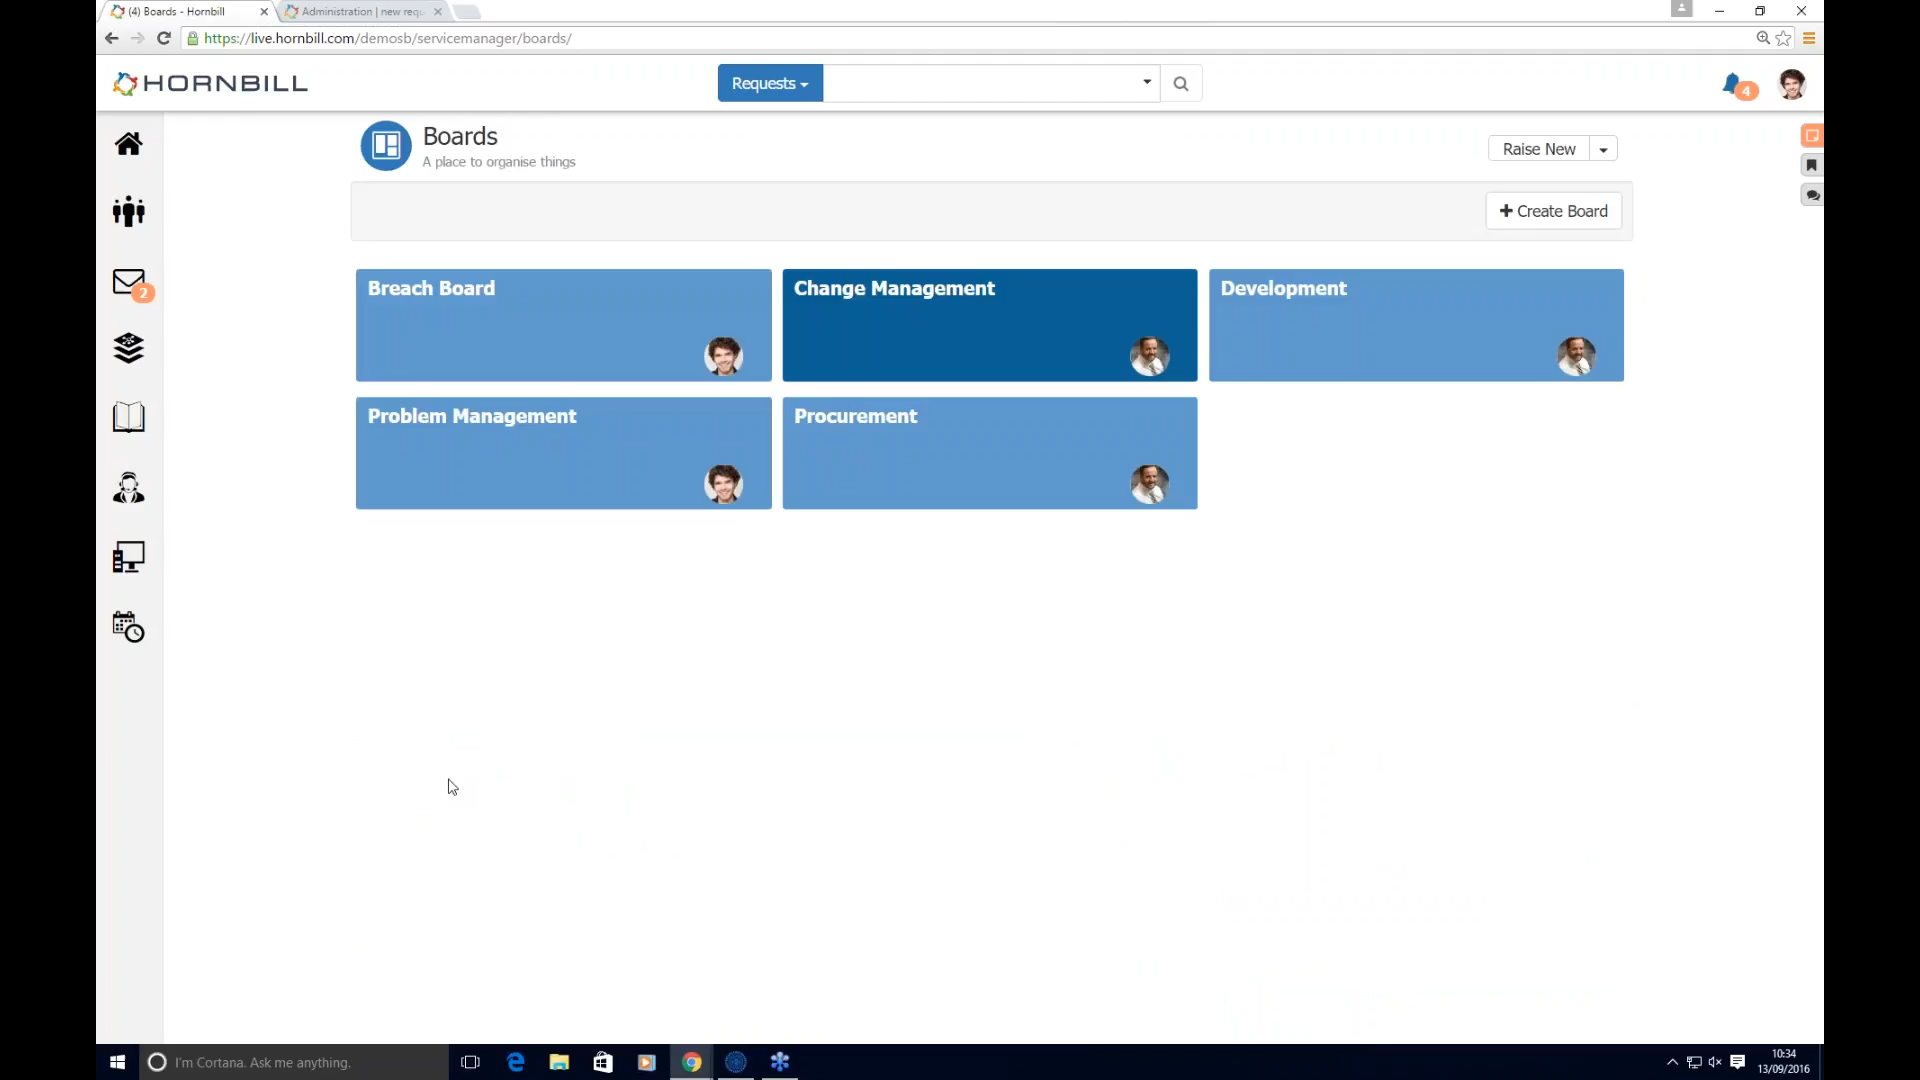 (4) Boards - Hornbill
Administration | new requ
https://live.hornbill.com/demosb/servicemanager/boards/
HORNBILL
Requests
4
Boards
A place to organise things
Raise New
Create Board
2
Breach Board
Change Management
Development
Problem Management
Procurement
I'm Cortana. Ask me anything.
10:34
13/09/2016